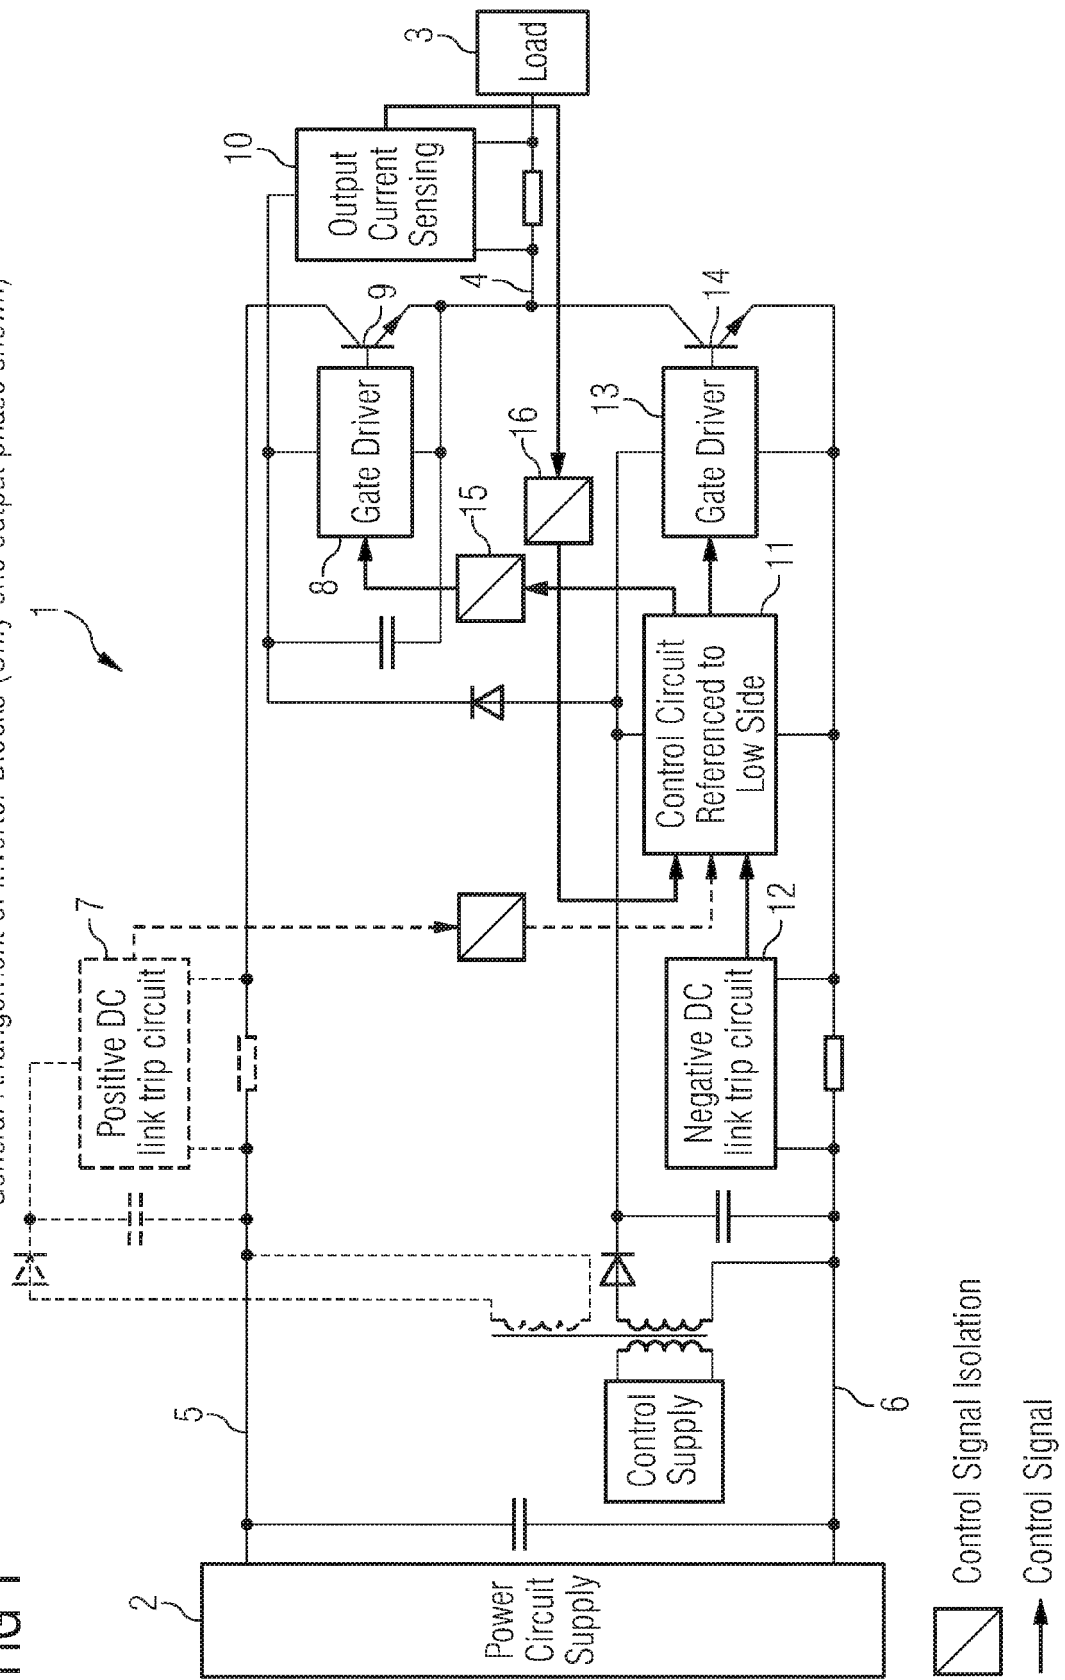 FIG 1
General Arrangement of Inverter Blocks (Only one output phase shown)
1
2
Power
Circuit
Supply
5
6
Control
Supply
7
Positive DC
link trip circuit
Negative DC
link trip circuit
12
Control Circuit
Referenced to
Low Side
11
15
16
8
Gate Driver
9
13
Gate Driver
14
4
10
Output
Current
Sensing
3
Load
Control Signal Isolation
Control Signal